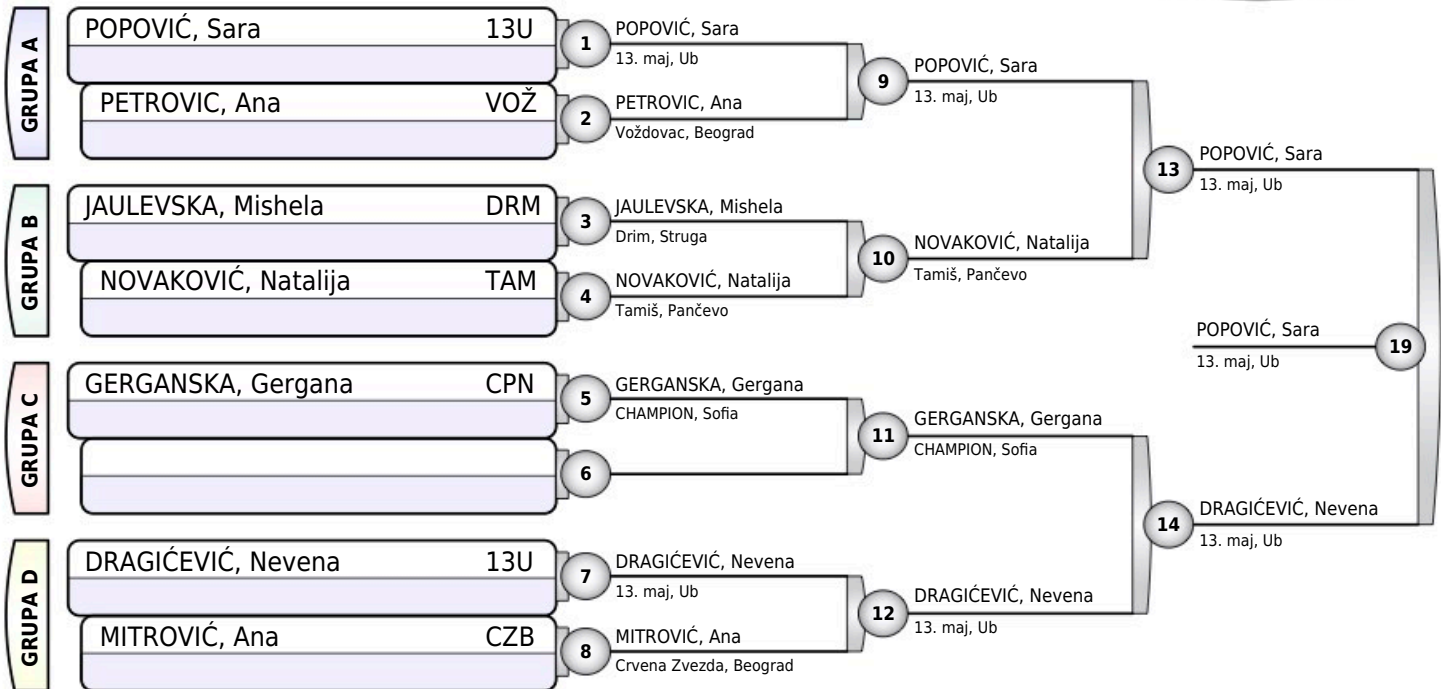 GRUPA A
POPOVIĆ, Sara 13U
PETROVIC, Ana VOŽ
1
POPOVIĆ, Sara
13. maj, Ub
2
PETROVIC, Ana
Voždovac, Beograd
9
POPOVIĆ, Sara
13. maj, Ub
GRUPA B
JAULEVSKA, Mishela DRM
NOVAKOVIĆ, Natalija TAM
3
JAULEVSKA, Mishela
Drim, Struga
4
NOVAKOVIĆ, Natalija
Tamiš, Pančevo
10
NOVAKOVIĆ, Natalija
Tamiš, Pančevo
13
POPOVIĆ, Sara
13. maj, Ub
GRUPA C
GERGANSKA, Gergana CPN
5
GERGANSKA, Gergana
CHAMPION, Sofia
6
11
GERGANSKA, Gergana
CHAMPION, Sofia
GRUPA D
DRAGIĆEVIĆ, Nevena 13U
MITROVIĆ, Ana CZB
7
DRAGIĆEVIĆ, Nevena
13. maj, Ub
8
MITROVIĆ, Ana
Crvena Zvezda, Beograd
12
DRAGIĆEVIĆ, Nevena
13. maj, Ub
14
DRAGIĆEVIĆ, Nevena
13. maj, Ub
POPOVIĆ, Sara
13. maj, Ub
19